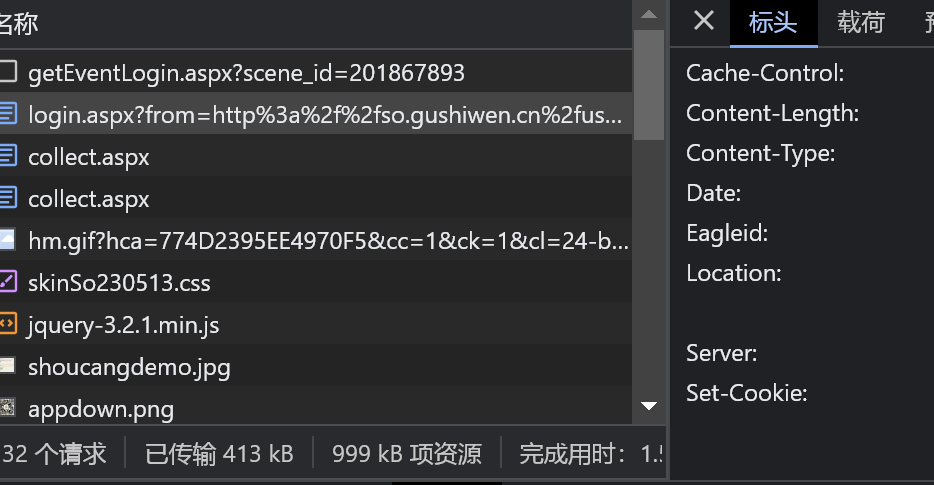 名称
getEventLogin.aspx?scene_id=201867893
login.aspx?from=http%3a%2f%2fso.gushiwen.cn%2fus...
collect.aspx
collect.aspx
hm.gif?hca=774D2395EE4970F5&cc=1&ck=1&cl=24-b...
skinSo230513.css
jquery-3.2.1.min.js
shoucangdemo.jpg
appdown.png
32 个请求 已传输 413 kB 999 kB 项资源 完成用时：1.5
标头 载荷 预
Cache-Control:
Content-Length:
Content-Type:
Date:
Eagleid:
Location:
Server:
Set-Cookie: